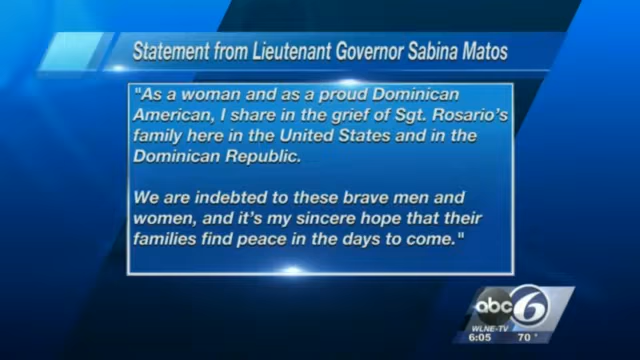 Statement from Lieutenant Governor Sabina Matos
"As a woman and as a proud Dominican
American, I share in the grief of Sgt. Rosario's
family here in the United States and in the
Dominican Republic.
We are indebted to these brave men and
women, and it's my sincere hope that their
families find peace in the days to come."
abc 6
WLNE-TV
6:05 70°